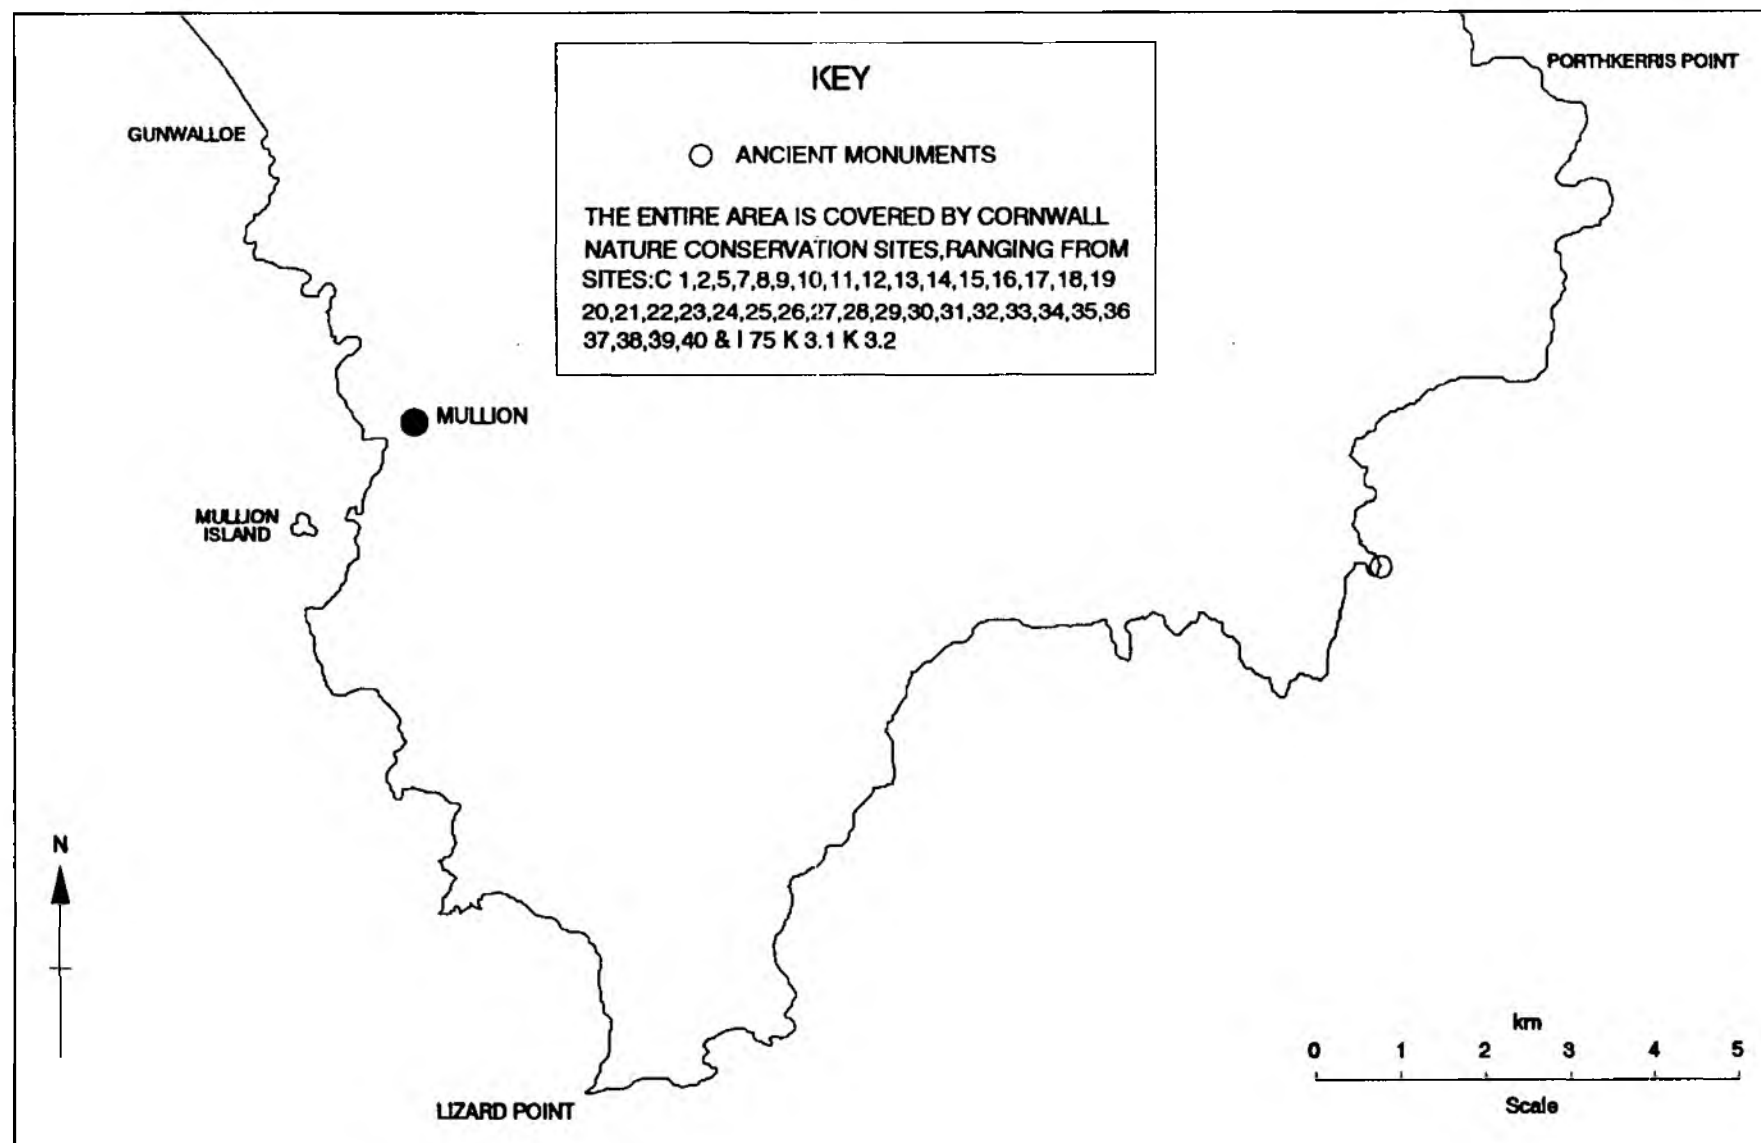 KEY
ANCIENT MONUMENTS
THE ENTIRE AREA IS COVERED BY CORNWALL
NATURE CONSERVATION SITES,RANGING FROM
SITES:C 1,2,5,7,8,9,10,11,12,13,14,15,16,17,18,19
20,21,22,23,24,25,26,27,28,29,30,31,32,33,34,35,36
37,38,39,40 & I 75 K 3.1 K 3.2
PORTHKERRIS POINT
GUNWALLOE
MULLION
MULLION
ISLAND
N
LIZARD POINT
km
0 1 2 3 4 5
Scale